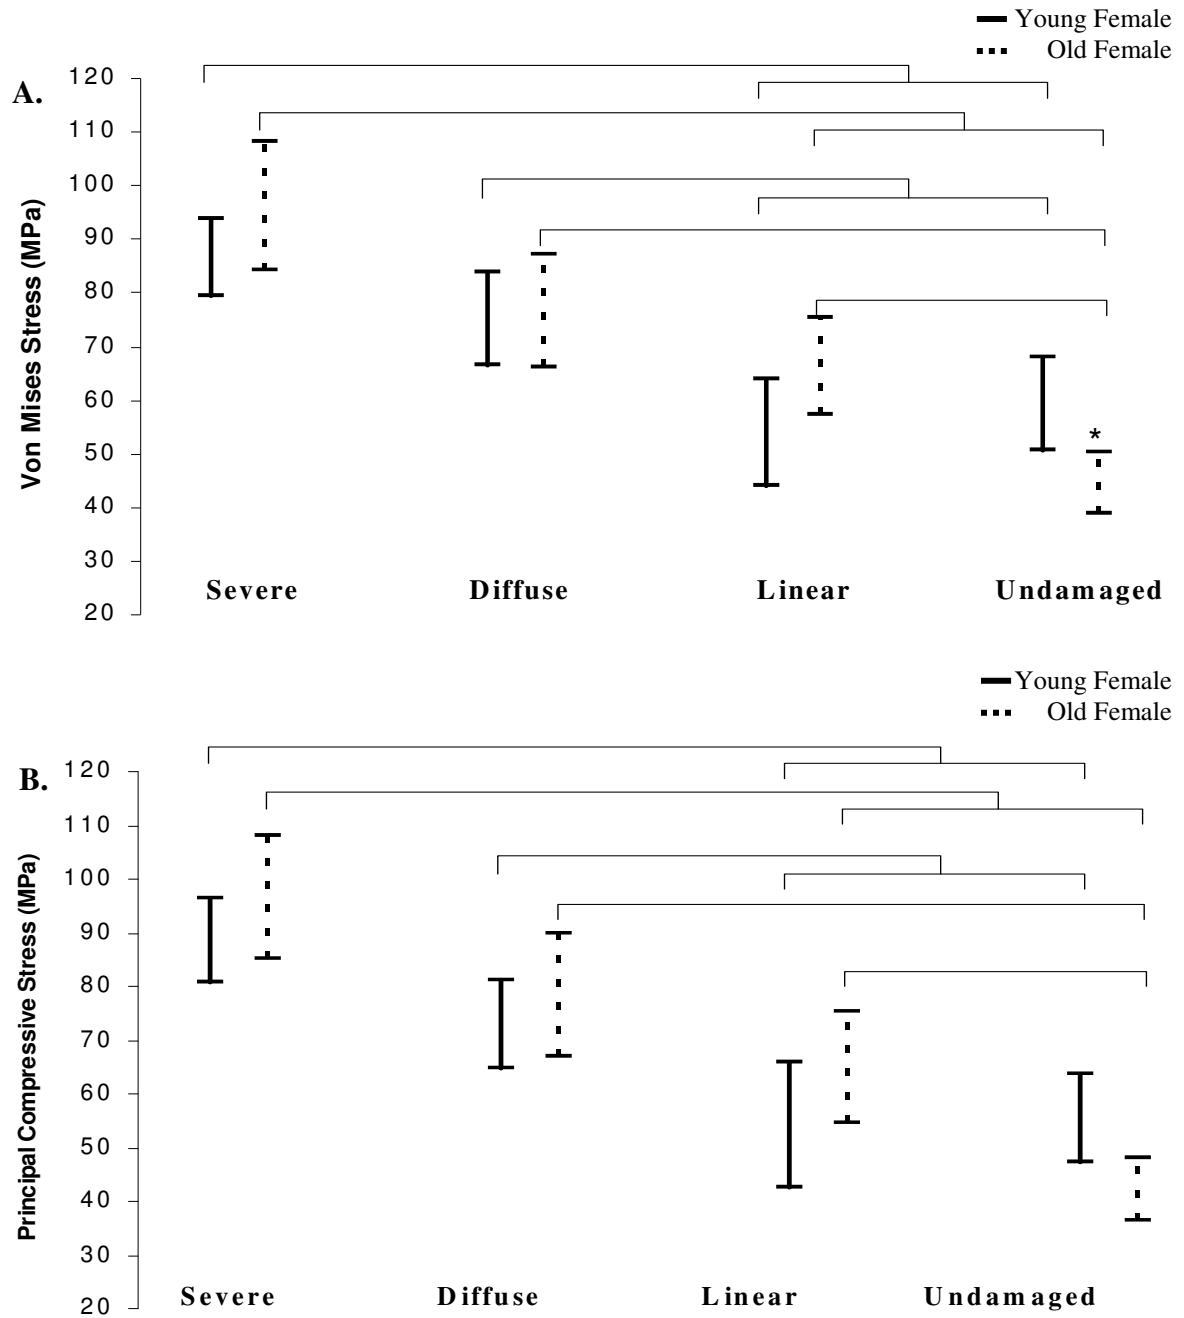 Young Female
Old Female
A.
120
110
100
90
80
70
60
50
40
30
20
Von Mises Stress (MPa)
*
Severe Diffuse Linear Undamaged
Young Female
Old Female
B.
120
110
100
90
80
70
60
50
40
30
20
Principal Compressive Stress (MPa)
Severe Diffuse Linear Undamaged